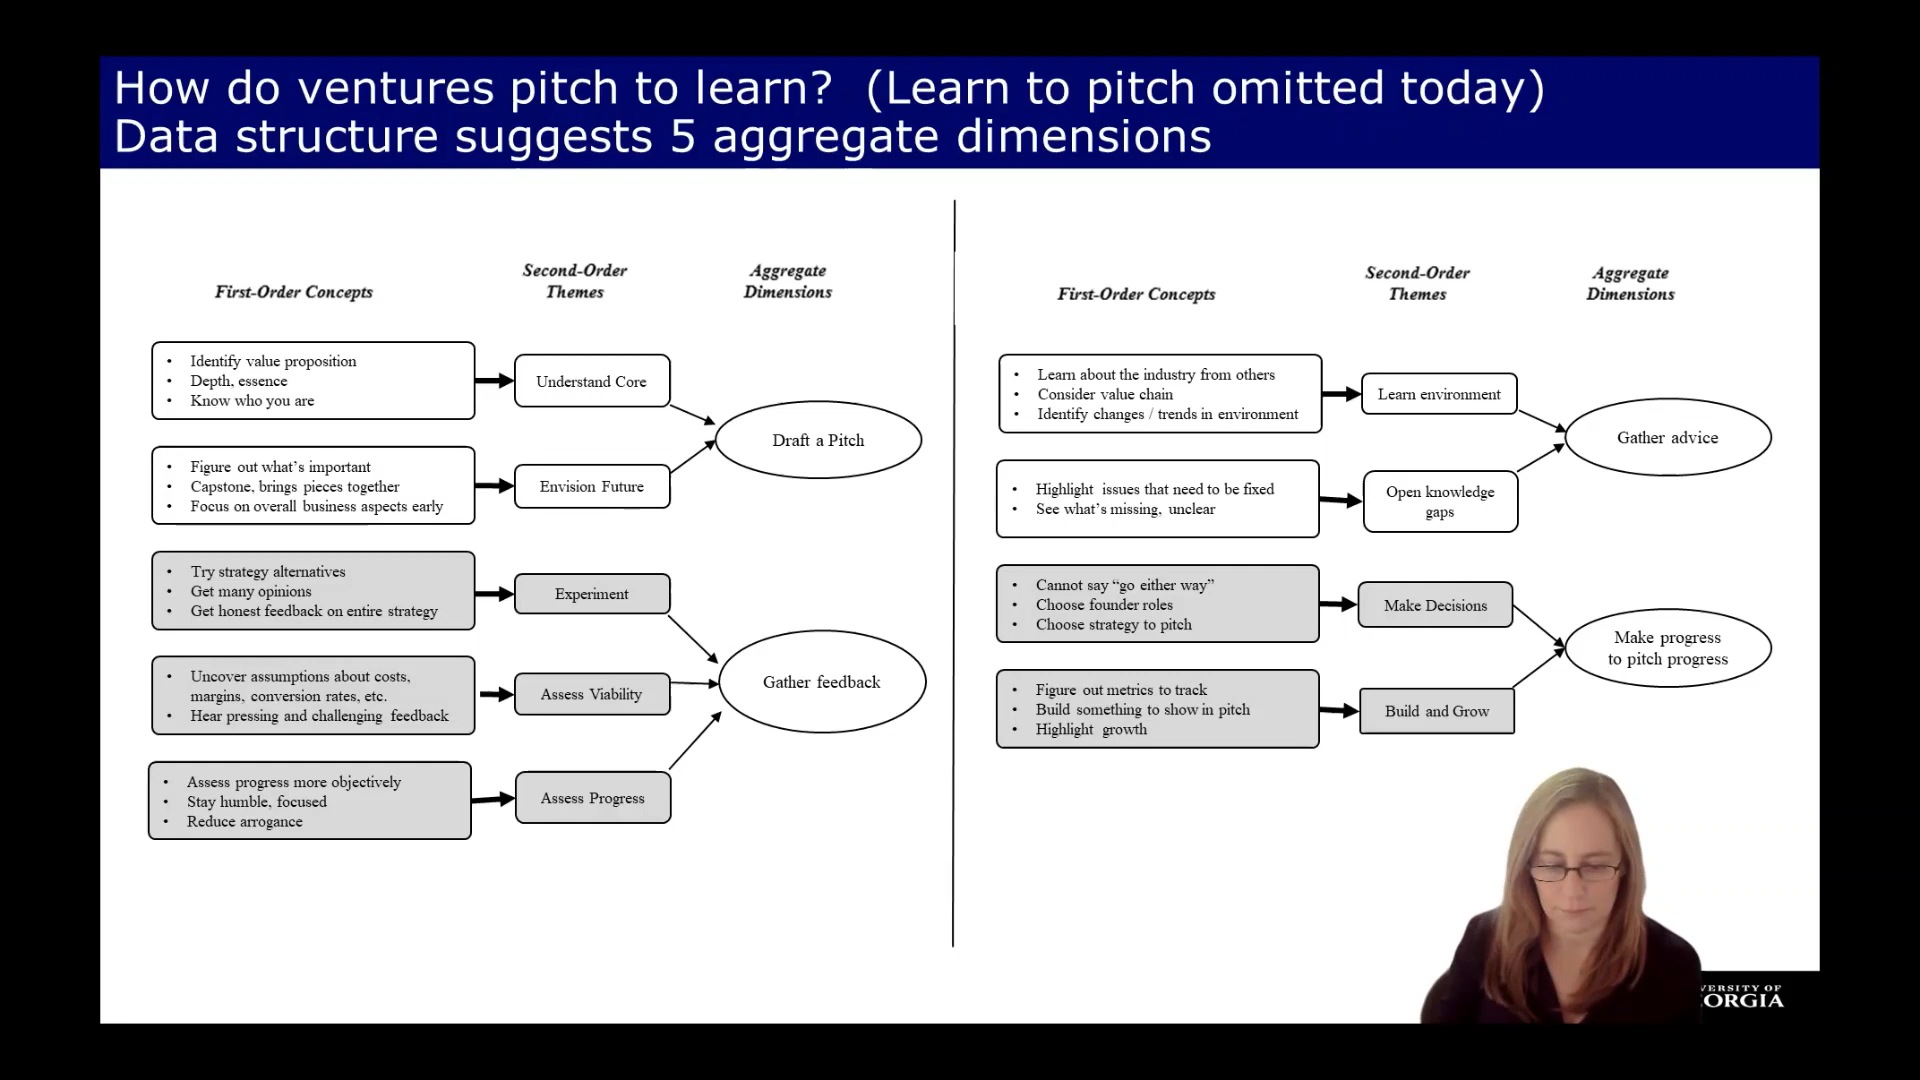 How do ventures pitch to learn?  (Learn to pitch omitted today)
Data structure suggests 5 aggregate dimensions
First-Order Concepts
Second-Order
Themes
Aggregate
Dimensions
• Identify value proposition
• Depth, essence
• Know who you are
Understand Core
Draft a Pitch
• Figure out what's important
• Capstone, brings pieces together
• Focus on overall business aspects early
Envision Future
• Try strategy alternatives
• Get many opinions
• Get honest feedback on entire strategy
Experiment
• Uncover assumptions about costs,
margins, conversion rates, etc.
• Hear pressing and challenging feedback
Assess Viability
Gather feedback
• Assess progress more objectively
• Stay humble, focused
• Reduce arrogance
Assess Progress
First-Order Concepts
Second-Order
Themes
Aggregate
Dimensions
• Learn about the industry from others
• Consider value chain
• Identify changes / trends in environment
Learn environment
Gather advice
• Highlight issues that need to be fixed
• See what's missing, unclear
Open knowledge
gaps
• Cannot say “go either way”
• Choose founder roles
• Choose strategy to pitch
Make Decisions
Make progress
to pitch progress
• Figure out metrics to track
• Build something to show in pitch
• Highlight growth
Build and Grow
VERSITY OF
ORGIA